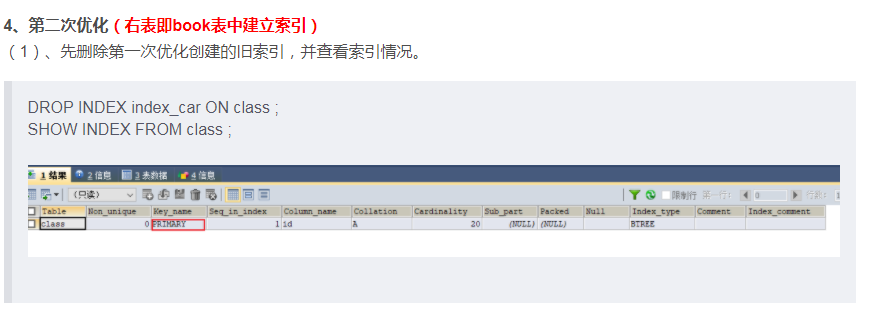 4、第二次优化（右表即book表中建立索引）
（1）、先删除第一次优化创建的旧索引，并查看索引情况。
DROP INDEX index_car ON class ;
SHOW INDEX FROM class ;
1 结果 2 信息 3 表数据 4 信息
（只读） 限制行 第一行： 0 行数：
Table Non_unique Key_name Seq_in_index Column_name Collation Cardinality Sub_part Packed Null Index_type Comment Index_comment
class 0 PRIMARY 1 id A 20 (NULL) (NULL) BTREE